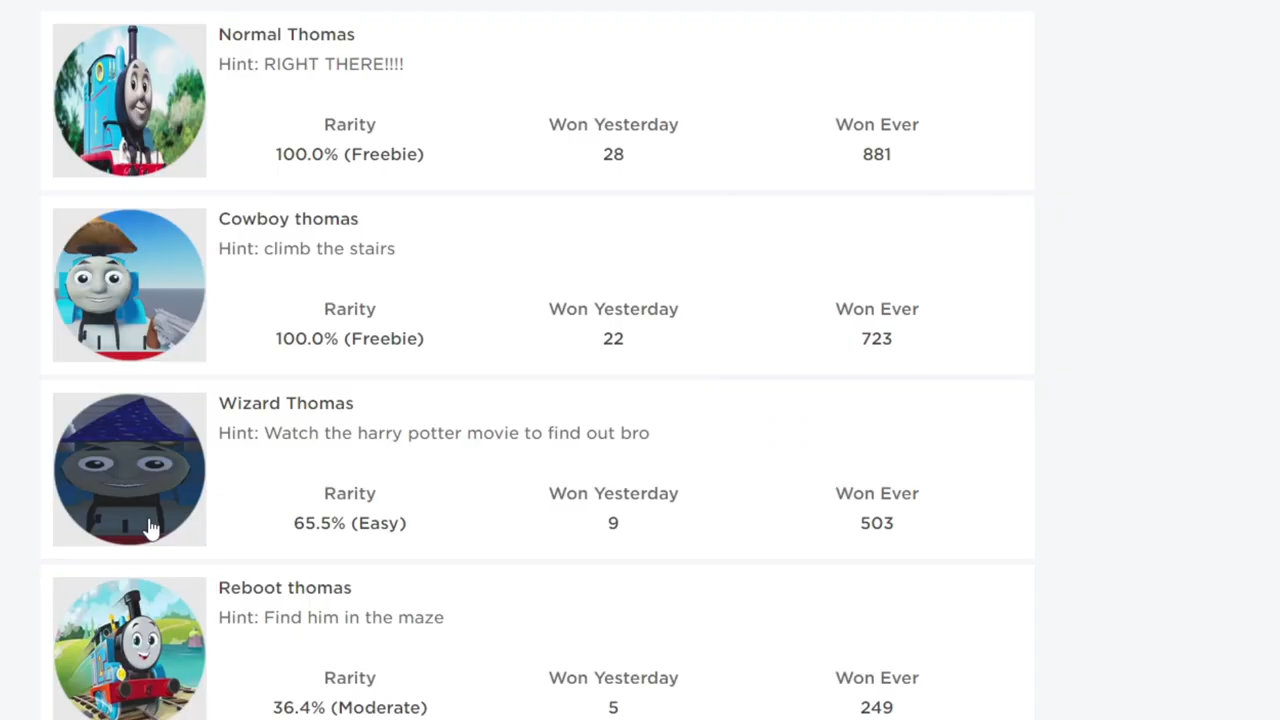 Normal Thomas
Hint: RIGHT THERE!!!!
Rarity Won Yesterday Won Ever
100.0% (Freebie) 28 881
Cowboy thomas
Hint: climb the stairs
Rarity Won Yesterday Won Ever
100.0% (Freebie) 22 723
Wizard Thomas
Hint: Watch the harry potter movie to find out bro
Rarity Won Yesterday Won Ever
65.5% (Easy) 9 503
Reboot thomas
Hint: Find him in the maze
Rarity Won Yesterday Won Ever
36.4% (Moderate) 5 249